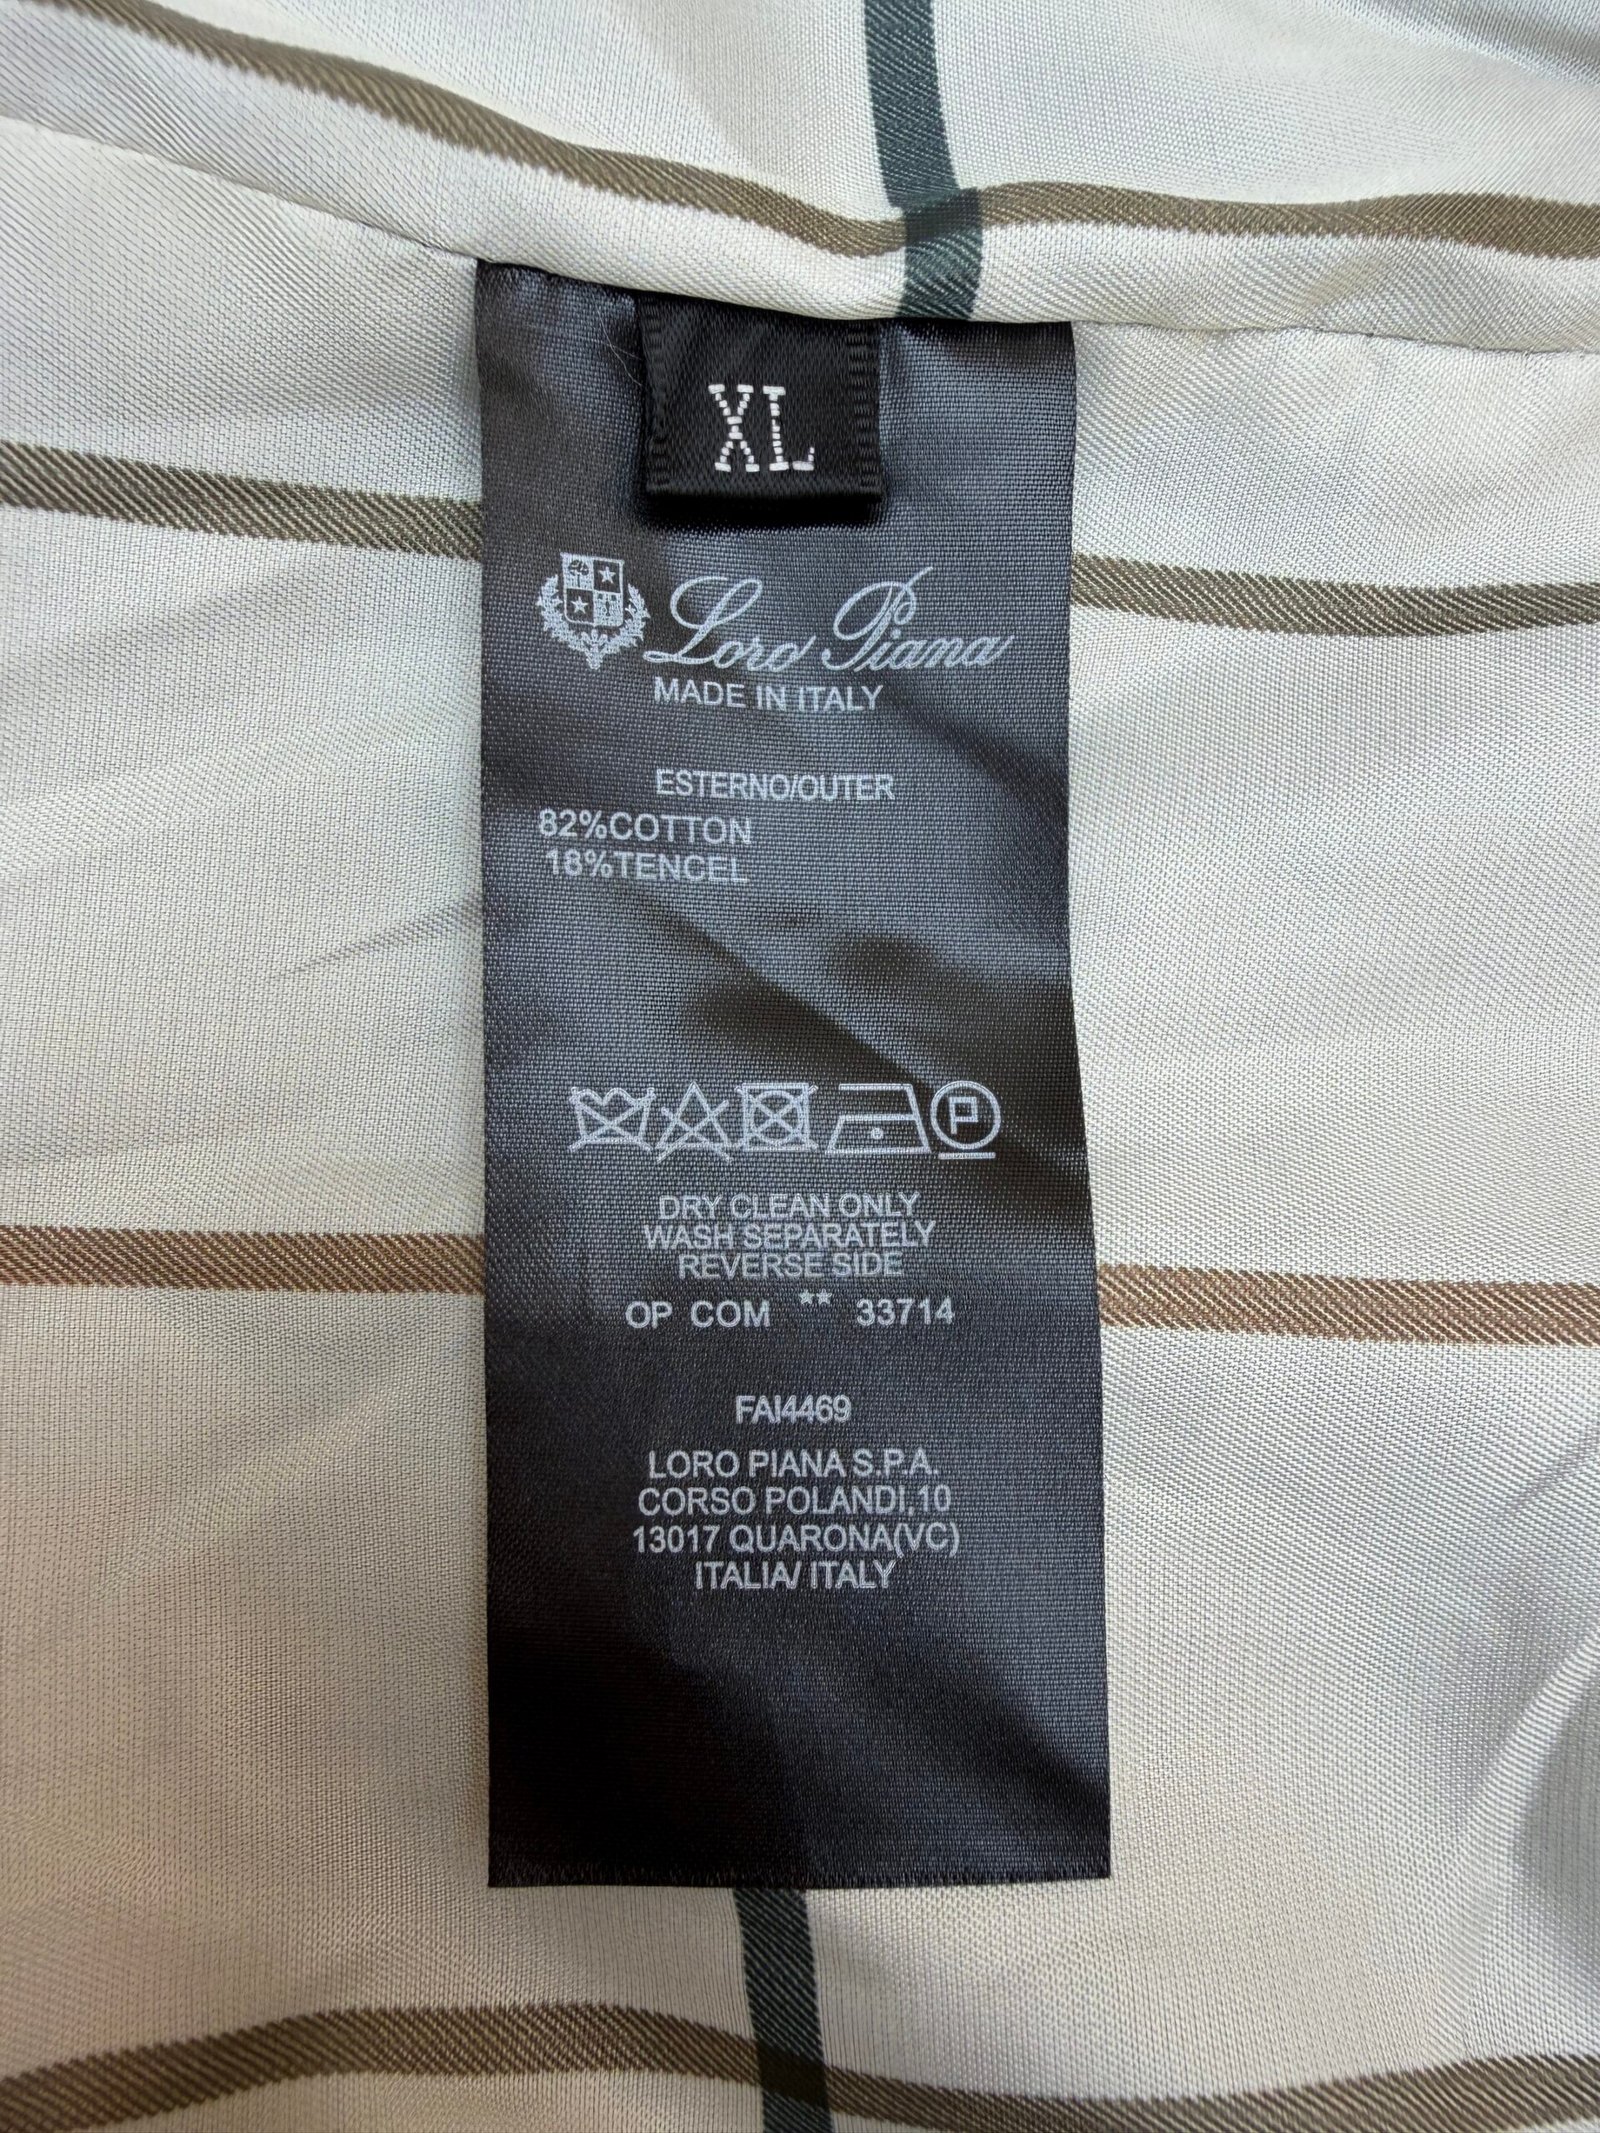 XL
Loro Piana
MADE IN ITALY
ESTERNO/OUTER
82%COTTON
18%TENCEL
P
DRY CLEAN ONLY
WASH SEPARATELY
REVERSE SIDE
OP COM ** 33714
FAI4469
LORO PIANA S.P.A.
CORSO POLANDI,10
13017 QUARONA(VC)
ITALIA/ ITALY